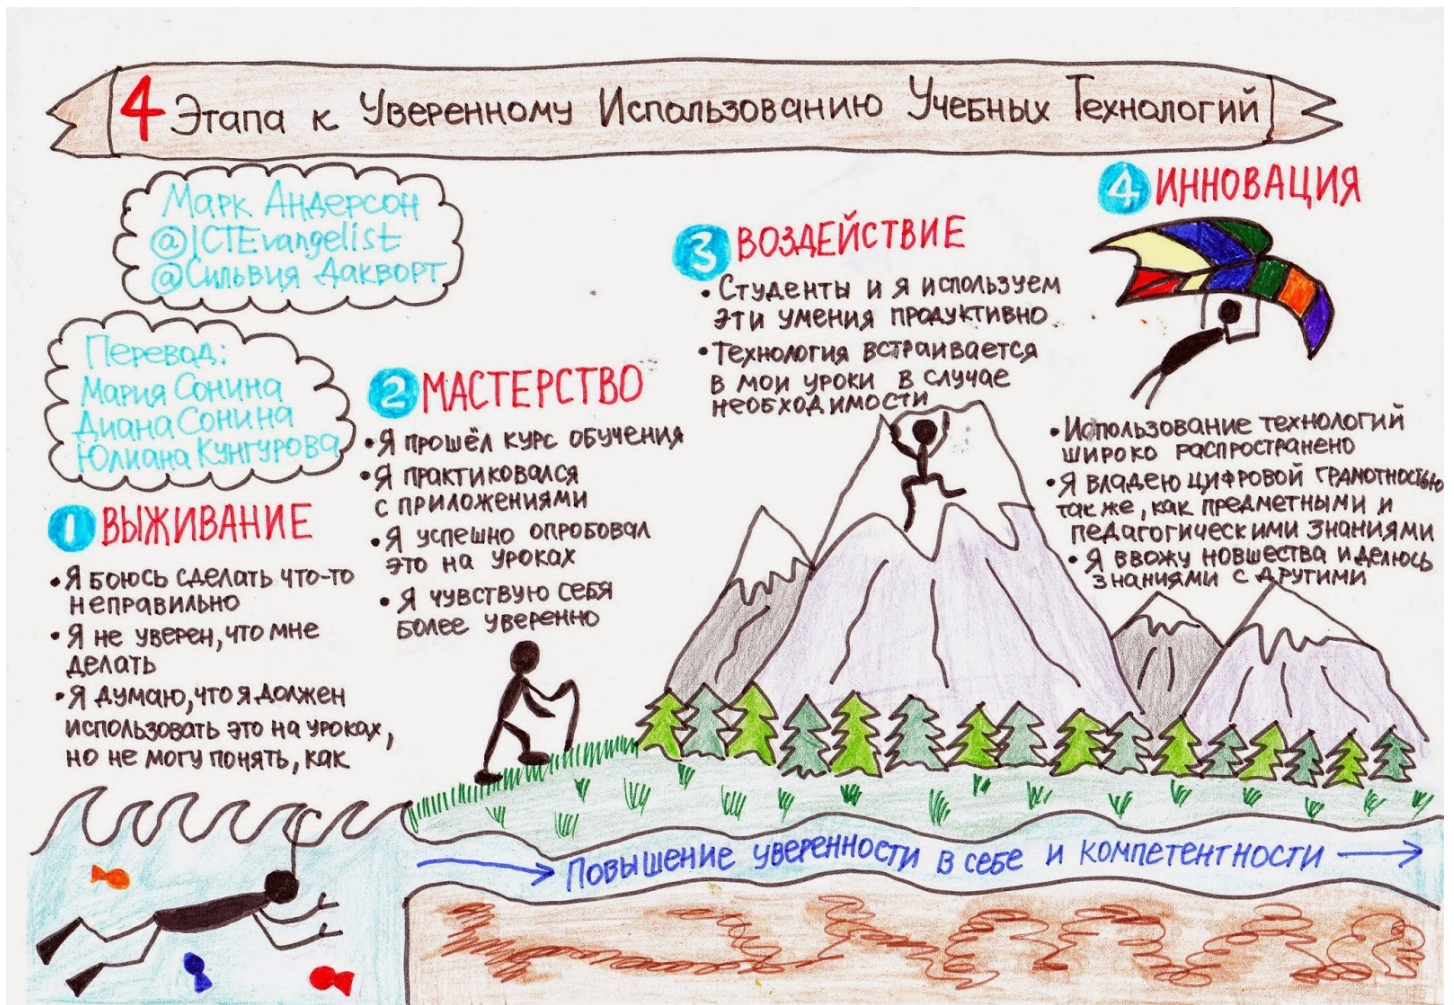 4 Этапа к Уверенному Использованию Учебных Технологий
Марк Андерсон
@ICTEvangelist
@Сильвия Дакворт
Перевод:
Мария Сонина
Диана Сонина
Юлиана Кунгурова
1 ВЫЖИВАНИЕ
• Я боюсь сделать что-то
неправильно
• Я не уверен, что мне
делать
• Я думаю, что я должен
использовать это на уроках,
но не могу понять, как
2 МАСТЕРСТВО
• Я прошёл курс обучения
• Я практиковался
с приложениями
• Я успешно опробовал
это на уроках
• Я чувствую себя
более уверенно
3 ВОЗДЕЙСТВИЕ
• Студенты и я используем
эти умения продуктивно
• Технология встраивается
в мои уроки в случае
необходимости
4 ИННОВАЦИЯ
• Использование технологий
широко распространено
• Я владею цифровой грамотностью
так же, как предметными и
педагогическими знаниями
• Я ввожу новшества и делюсь
знаниями с другими
Повышение уверенности в себе и компетентности